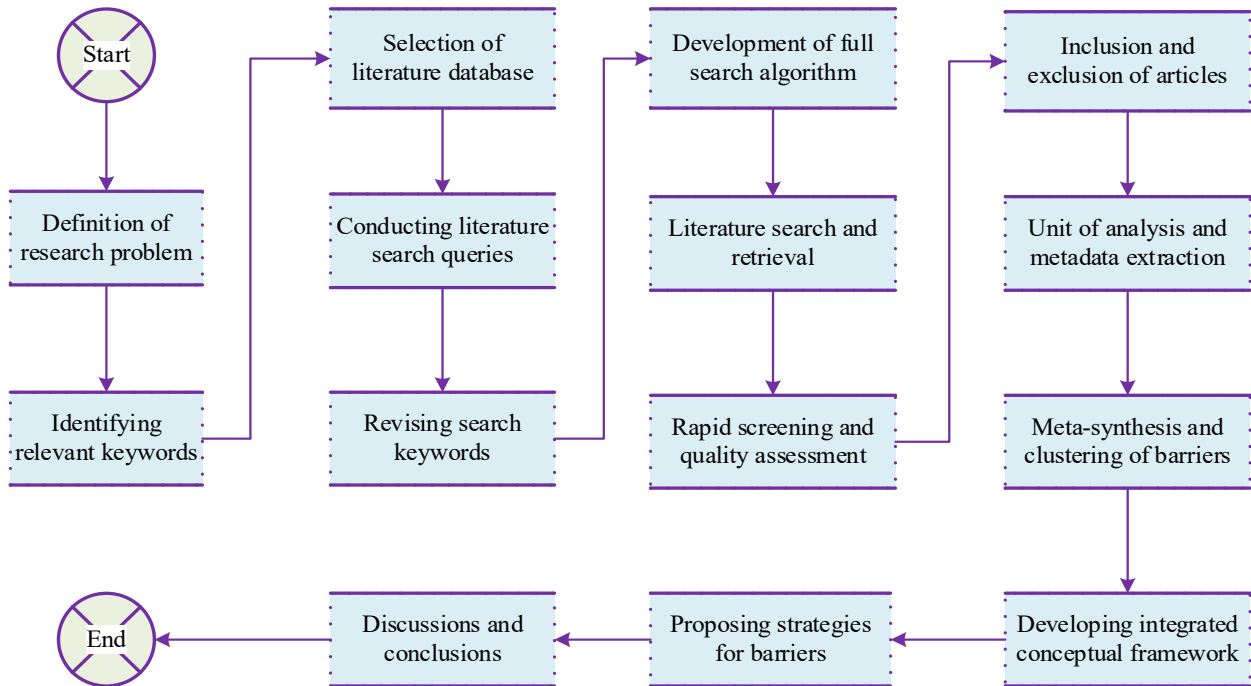 Start
Definition of
research problem
Identifying
relevant keywords
Selection of
literature database
Conducting literature
search queries
Revising search
keywords
Development of full
search algorithm
Literature search and
retrieval
Rapid screening and
quality assessment
Inclusion and
exclusion of articles
Unit of analysis and
metadata extraction
Meta-synthesis and
clustering of barriers
Developing integrated
conceptual framework
Proposing strategies
for barriers
Discussions and
conclusions
End